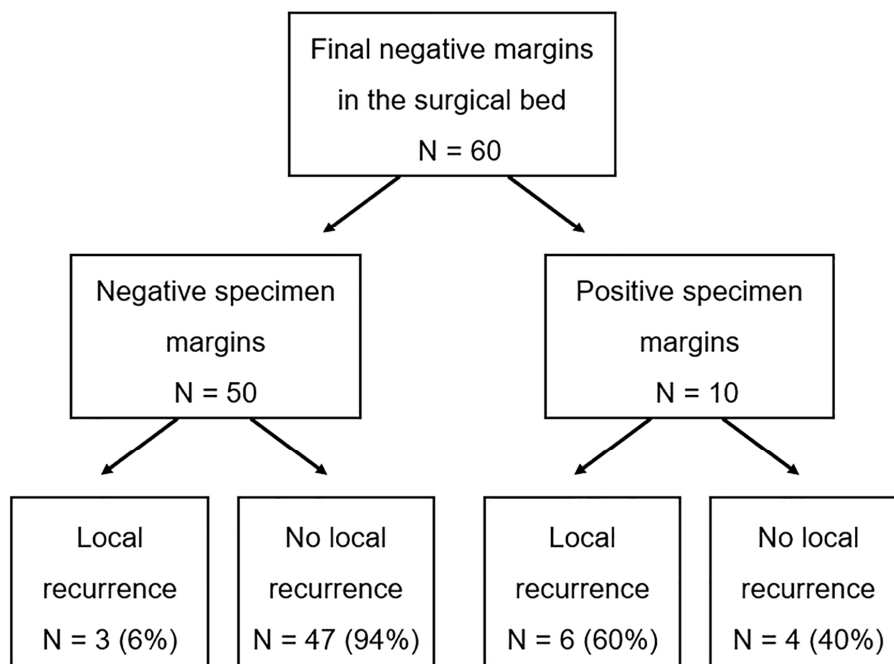 Final negative margins
in the surgical bed
N = 60
Negative specimen
margins
N = 50
Positive specimen
margins
N = 10
Local
recurrence
N = 3 (6%)
No local
recurrence
N = 47 (94%)
Local
recurrence
N = 6 (60%)
No local
recurrence
N = 4 (40%)